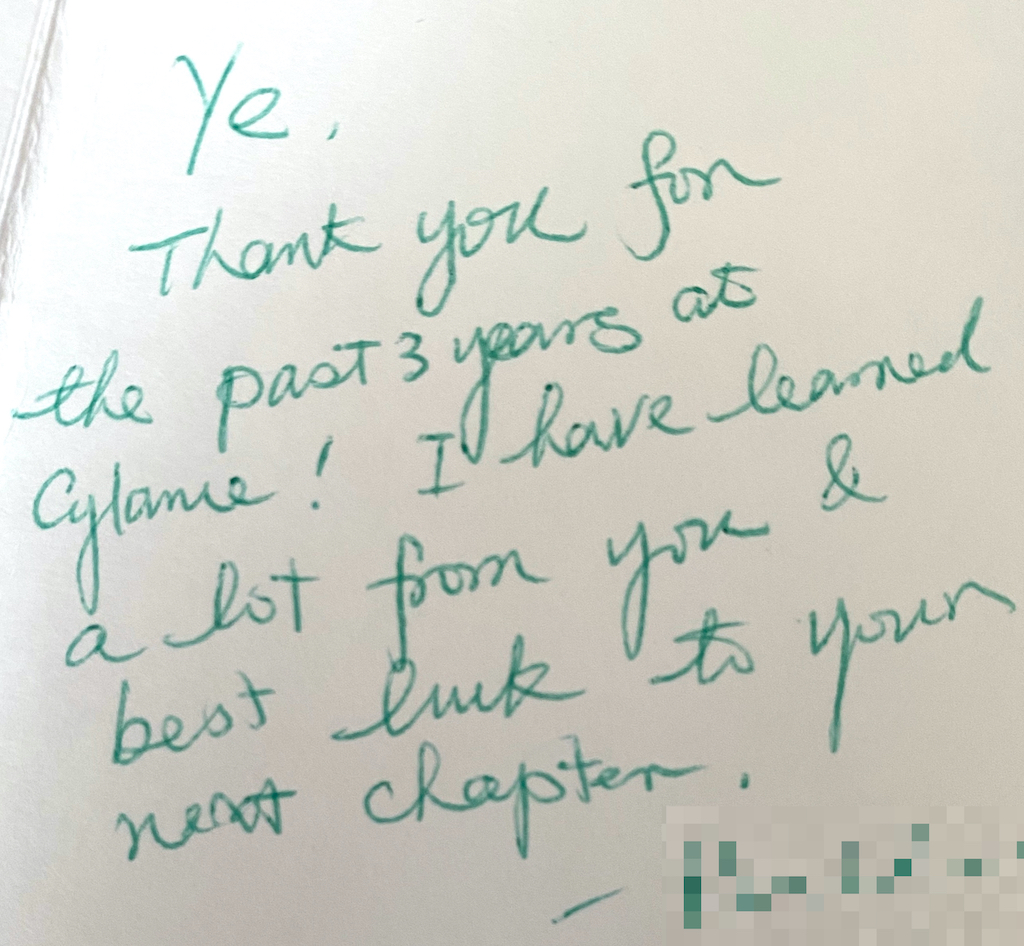 Ye,
Thank you for
the past 3 years at
Cylance! I have learned
a lot from you &
best luck to your
next chapter.
—